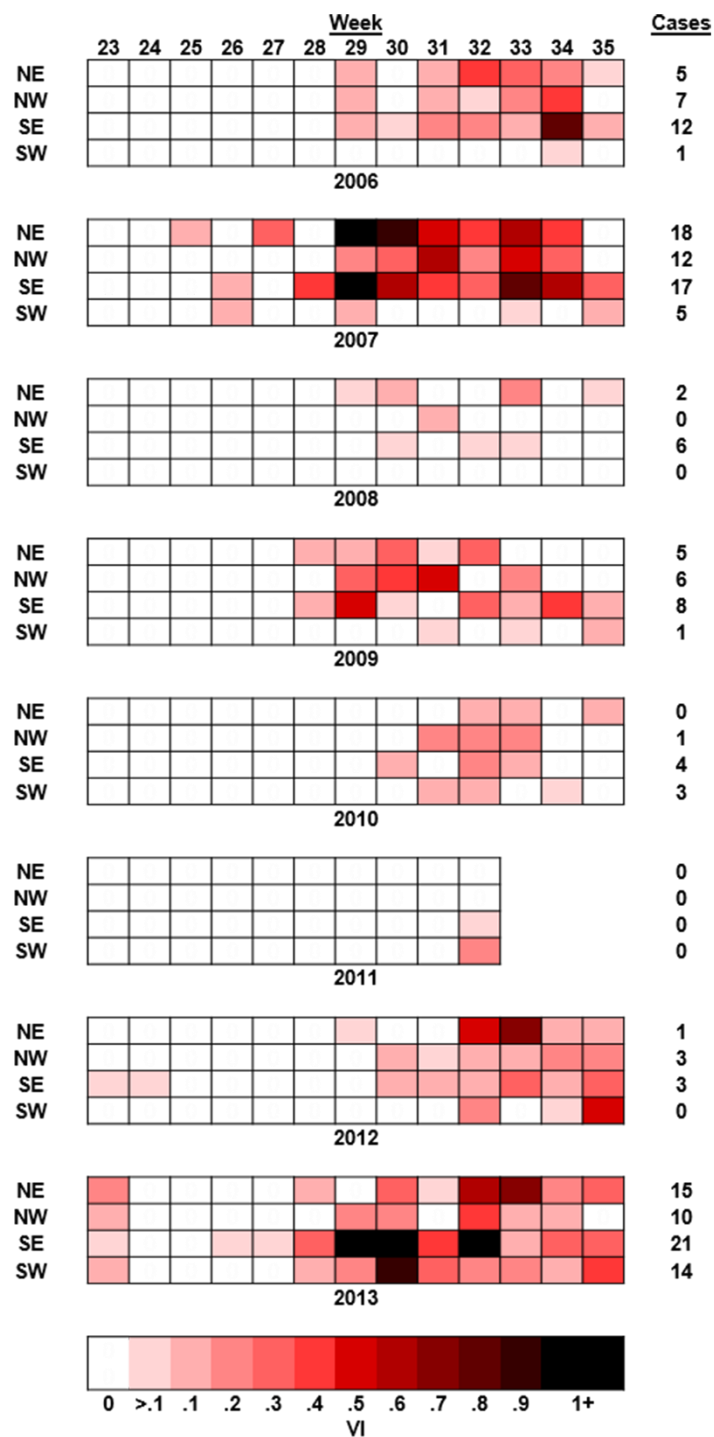 Week Cases
23 24 25 26 27 28 29 30 31 32 33 34 35
NE 5
NW 7
SE 12
SW 1
2006
NE 18
NW 12
SE 17
SW 5
2007
NE 2
NW 0
SE 6
SW 0
2008
NE 5
NW 6
SE 8
SW 1
2009
NE 0
NW 1
SE 4
SW 3
2010
NE 0
NW 0
SE 0
SW 0
2011
NE 1
NW 3
SE 3
SW 0
2012
NE 15
NW 10
SE 21
SW 14
2013
0 >.1 .1 .2 .3 .4 .5 .6 .7 .8 .9 1+
VI